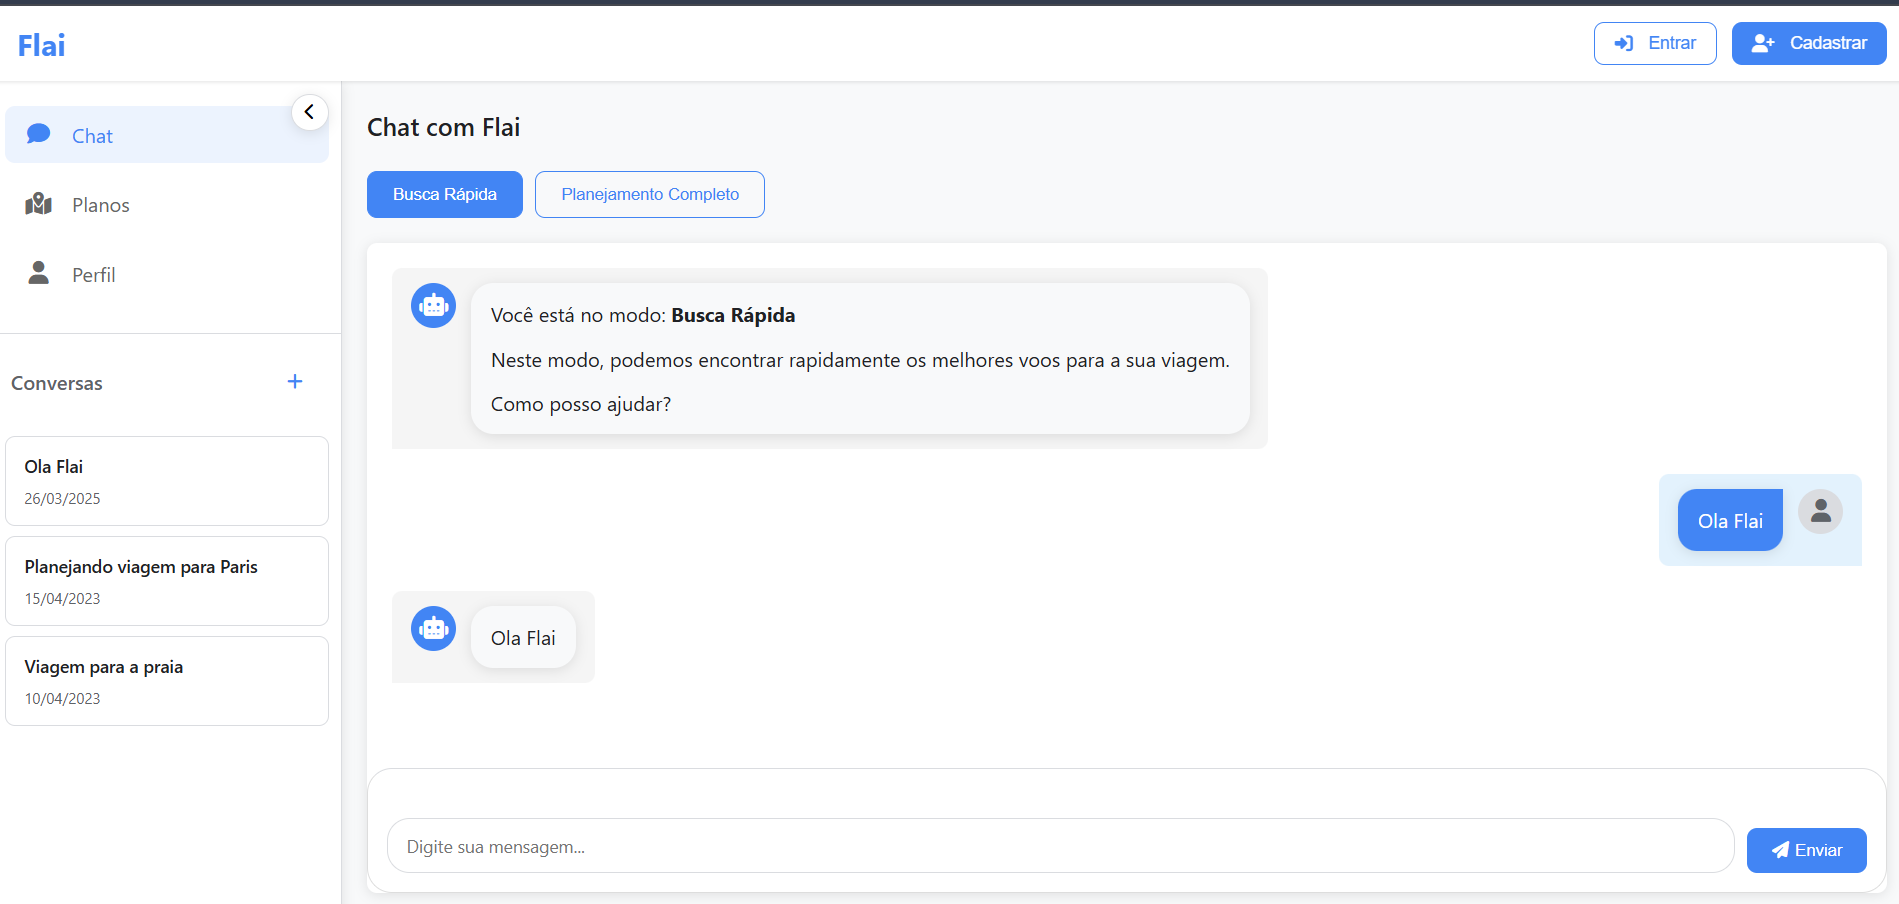 Flai
Entrar
Cadastrar
Chat
Planos
Perfil
Conversas
+
Ola Flai
26/03/2025
Planejando viagem para Paris
15/04/2023
Viagem para a praia
10/04/2023
Chat com Flai
Busca Rápida
Planejamento Completo
Você está no modo: Busca Rápida
Neste modo, podemos encontrar rapidamente os melhores voos para a sua viagem.
Como posso ajudar?
Ola Flai
Ola Flai
Digite sua mensagem...
Enviar